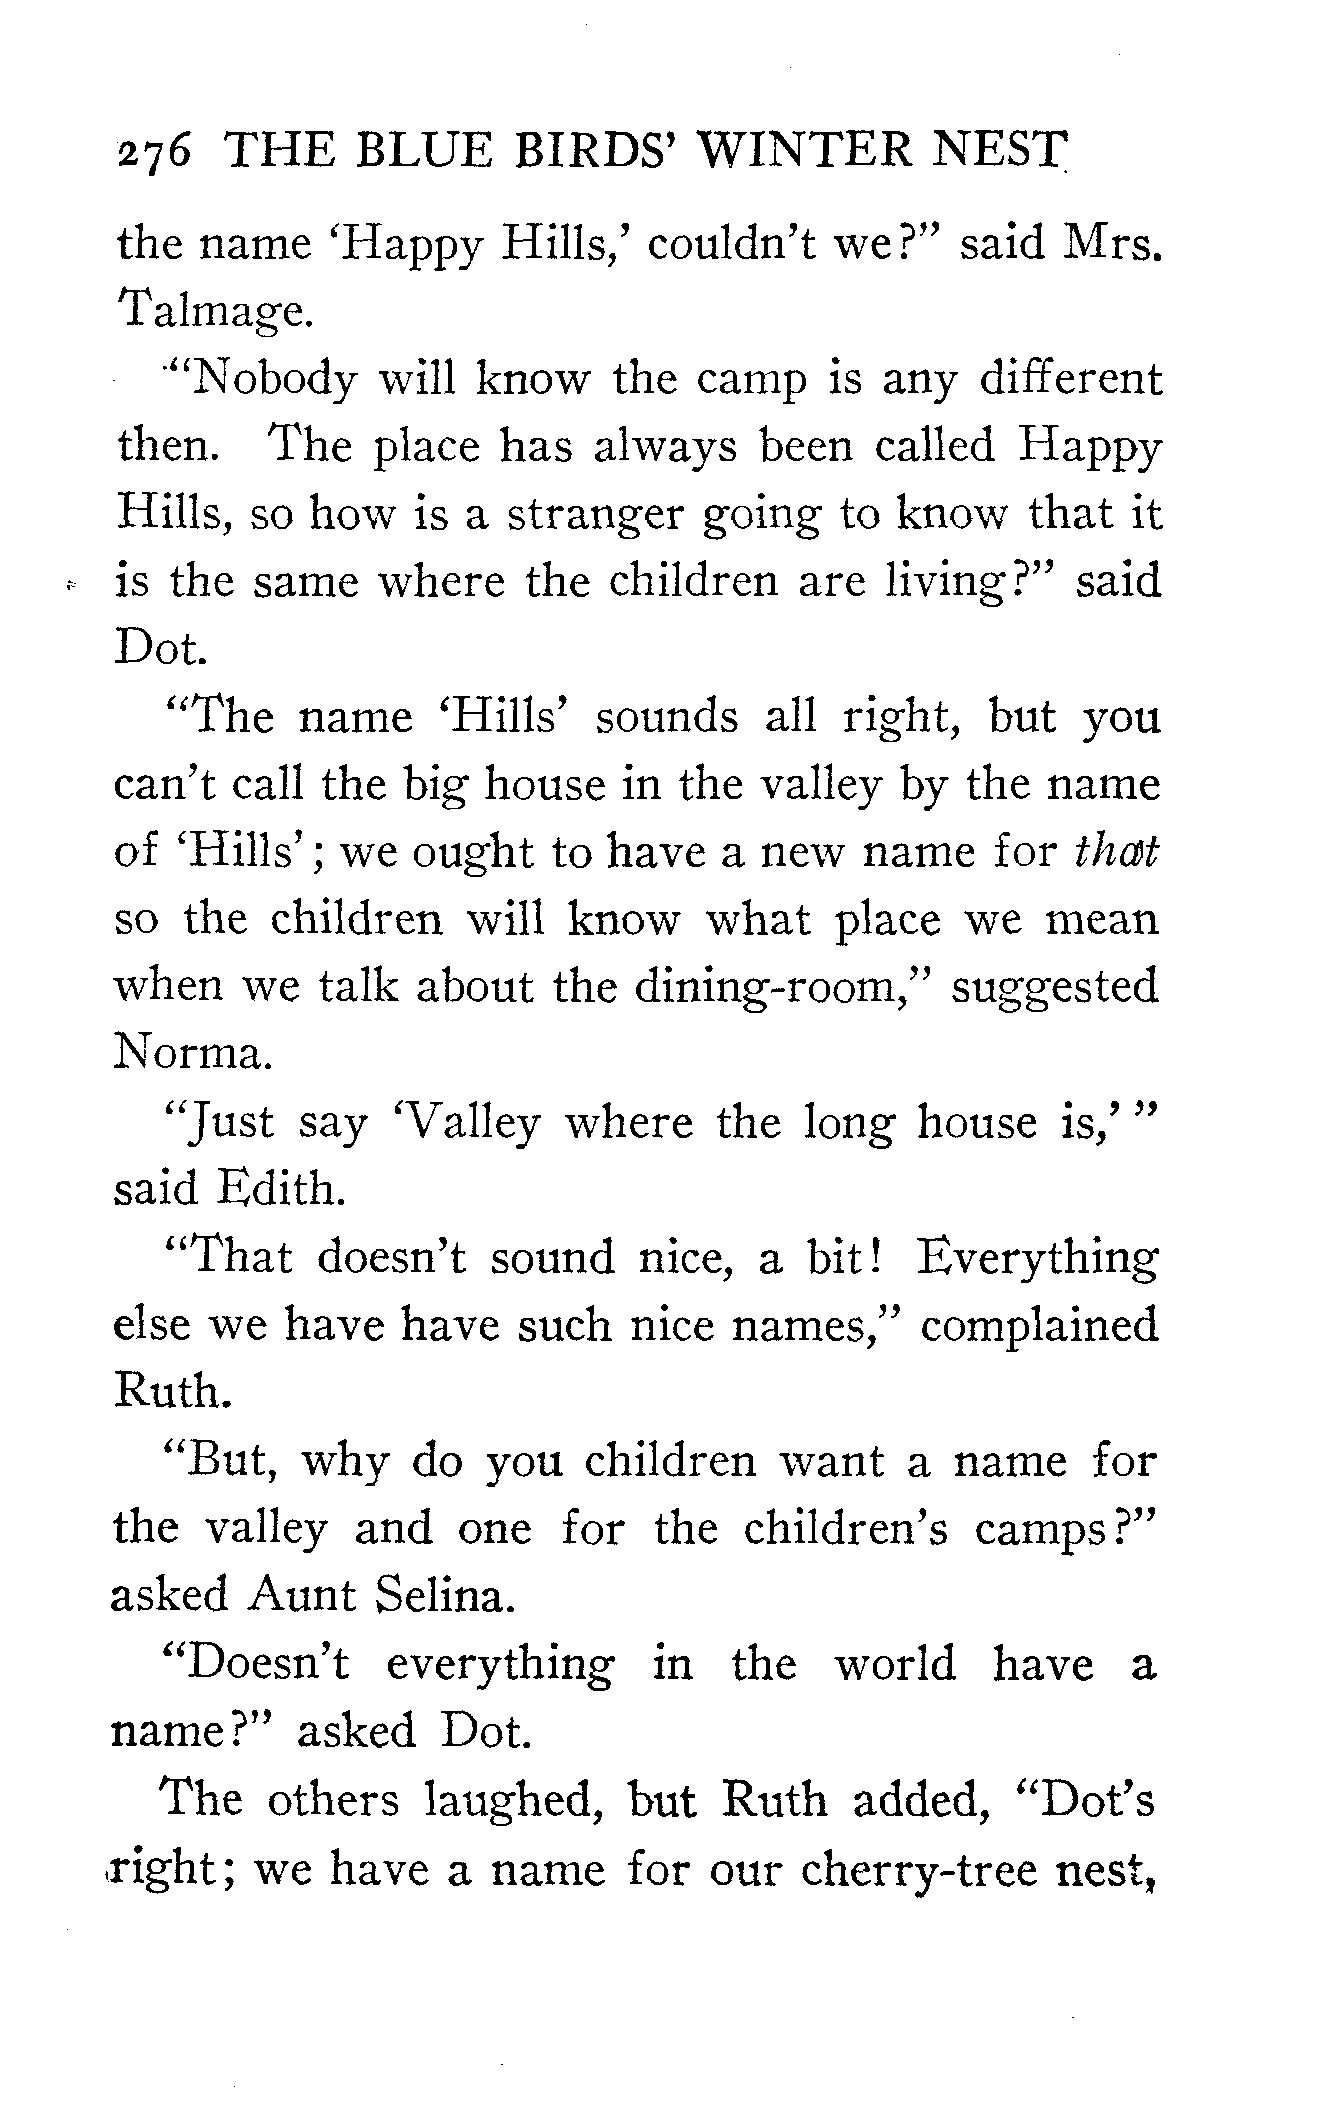 276 THE BLUE BIRDS' WINTER NEST
the name 'Happy Hills,' couldn't we?" said Mrs.
Talmage.
"Nobody will know the camp is any different
then. The place has always been called Happy
Hills, so how is a stranger going to know that it
is the same where the children are living?" said
Dot.
"The name 'Hills' sounds all right, but you
can't call the big house in the valley by the name
of 'Hills'; we ought to have a new name for that
so the children will know what place we mean
when we talk about the dining-room," suggested
Norma.
"Just say 'Valley where the long house is,' "
said Edith.
"That doesn't sound nice, a bit! Everything
else we have have such nice names," complained
Ruth.
"But, why do you children want a name for
the valley and one for the children's camps?"
asked Aunt Selina.
"Doesn't everything in the world have a
name?" asked Dot.
The others laughed, but Ruth added, "Dot's
right; we have a name for our cherry-tree nest,